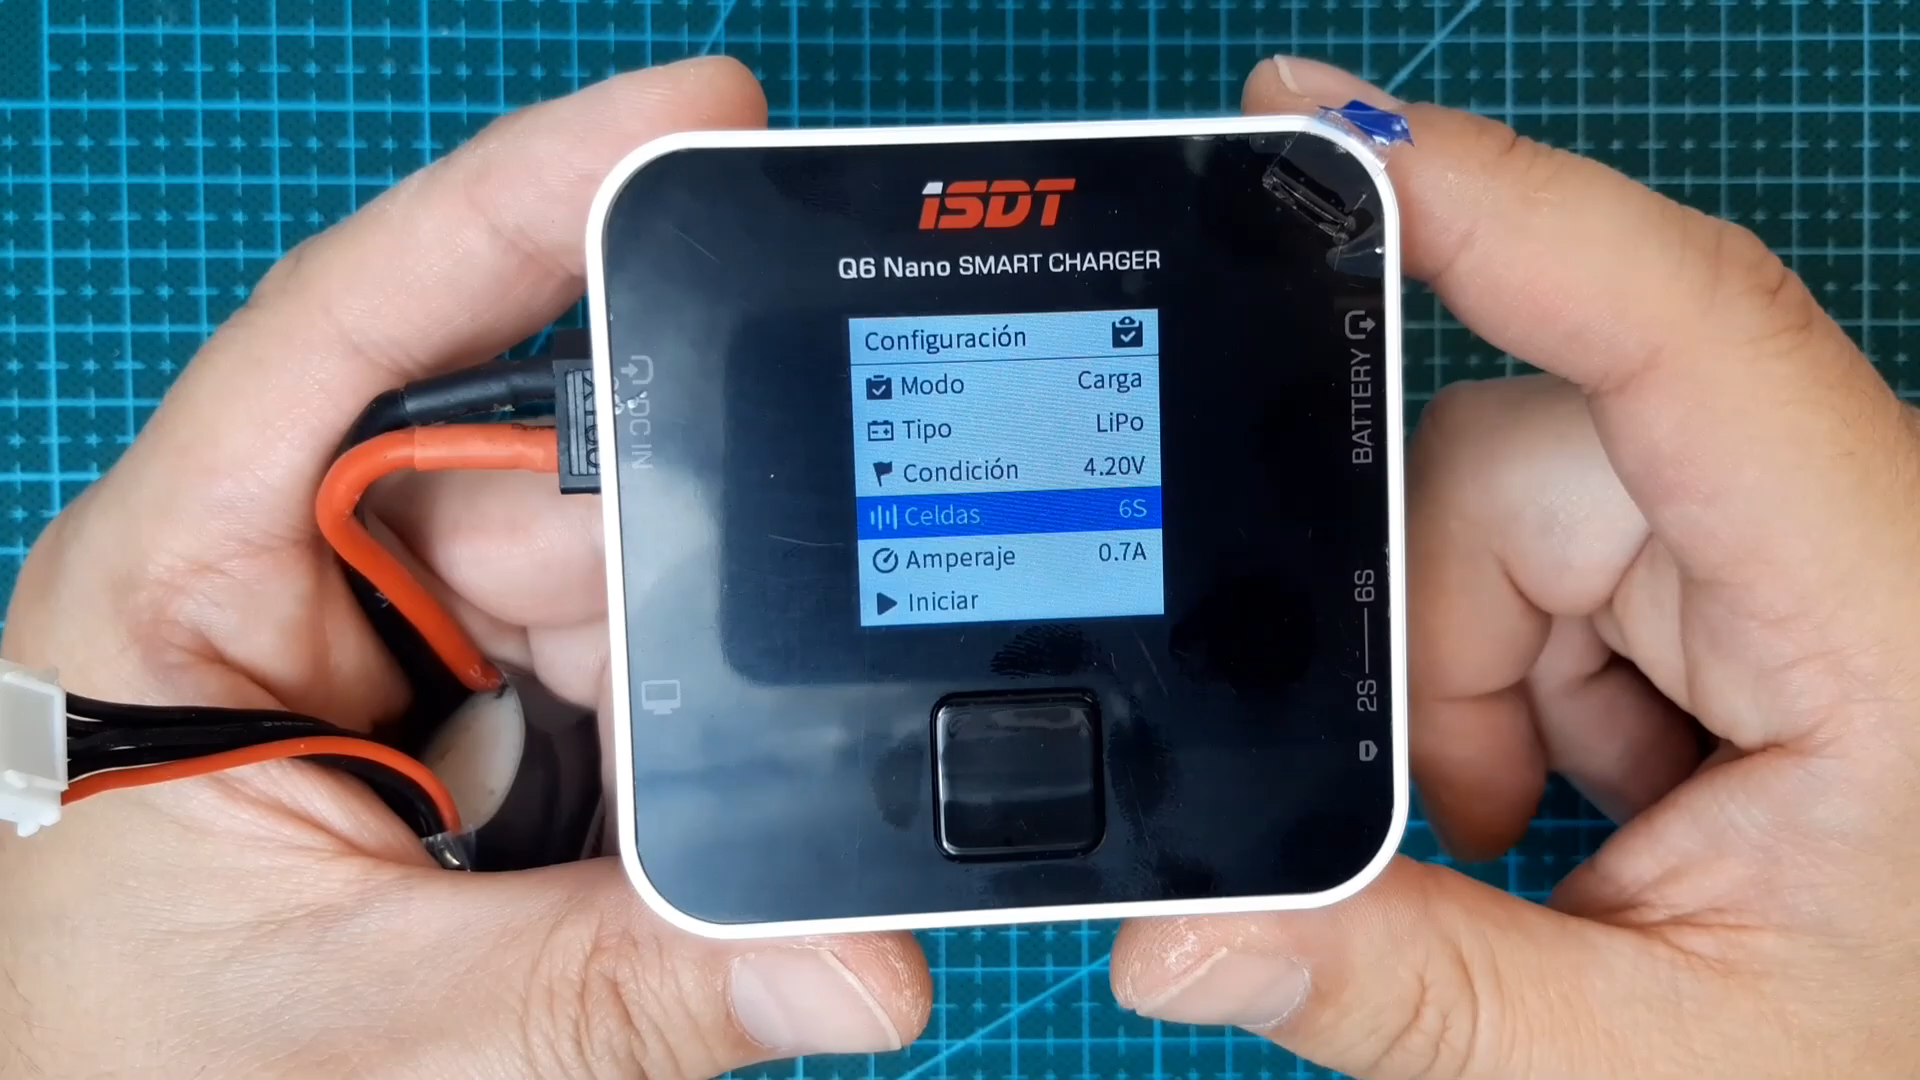 iSDT
Q6 Nano SMART CHARGER
Configuración
Modo Carga
Tipo LiPo
Condición 4.20V
Celdas 6S
Amperaje 0.7A
Iniciar
DC IN
BATTERY
2S 6S